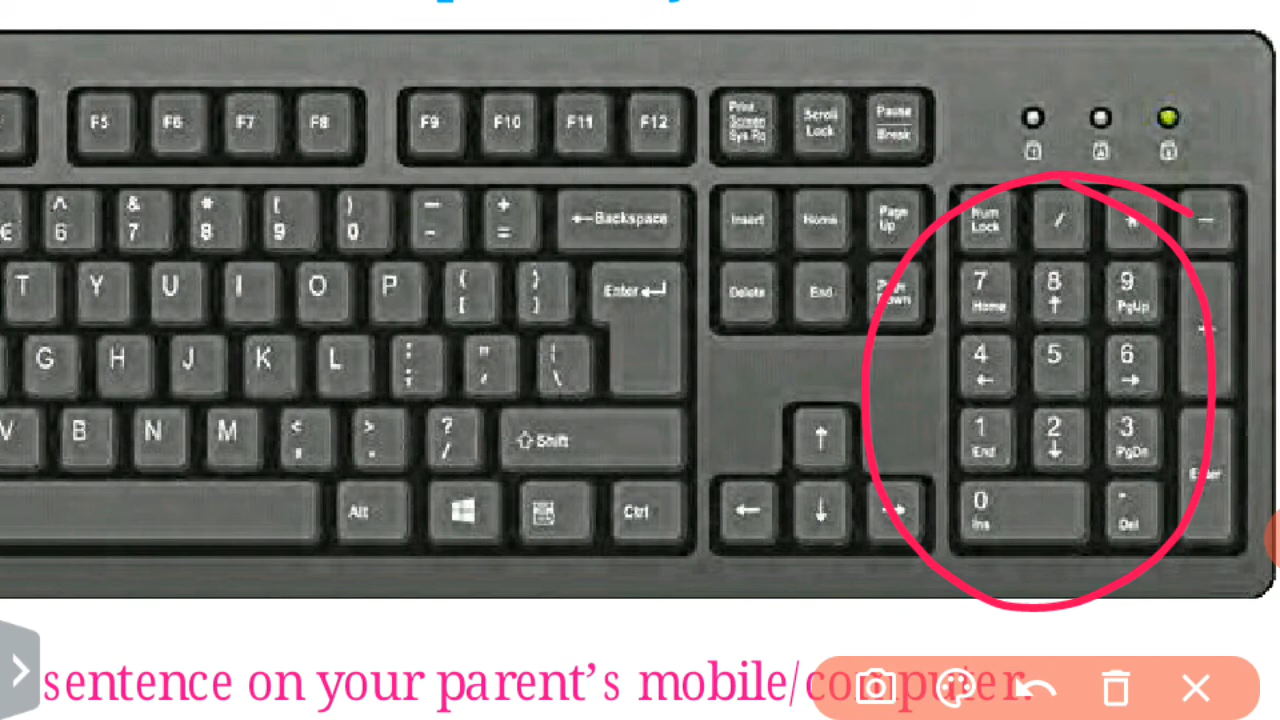 F5 F6 F7 F8 F9 F10 F11 F12 Print Screen Sys Rq Scroll Lock Pause Break
€ ^ 6 & 7 * 8 ( 9 ) 0 — - + = ←Backspace Insert Home Page Up Num Lock / * —
T Y U I O P { [ } ] Enter Delete End Page Down 7 Home 8 ↑ 9 PgUp
G H J K L : ; " ' | \ 4 ← 5 6 →
V B N M < , > . ? / ⇧Shift ↑ 1 End 2 ↓ 3 PgDn Enter
Alt Ctrl ← ↓ → 0 Ins . Del
sentence on your parent's mobile/computer.